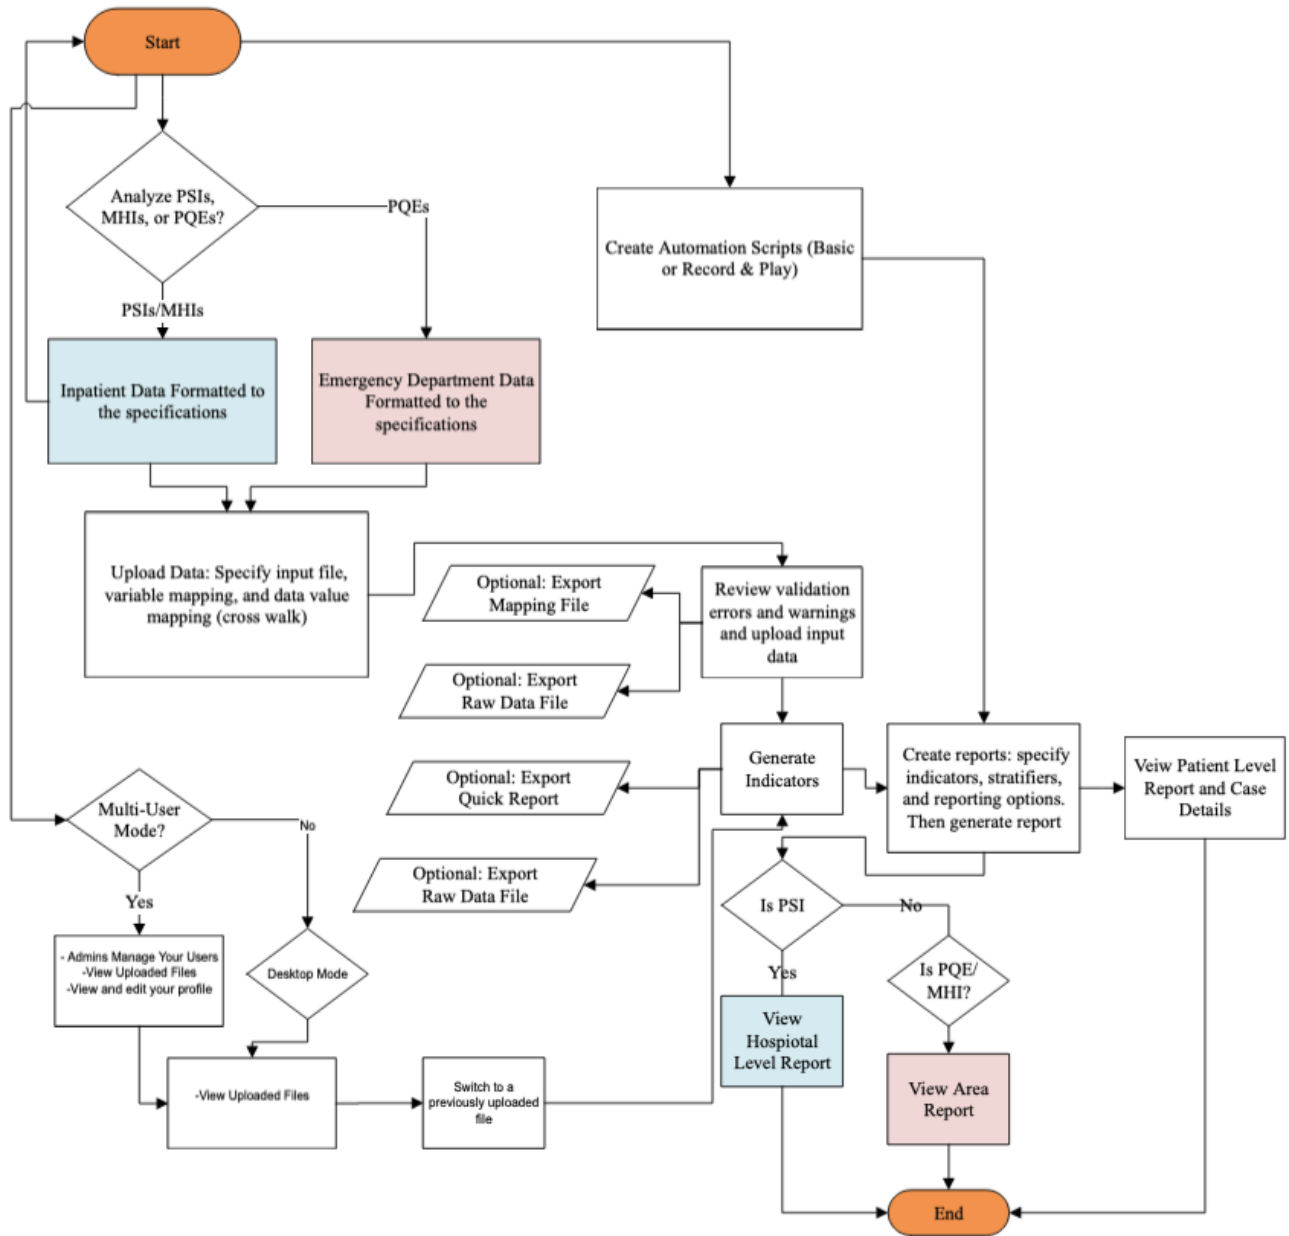 Start
Analyze PSIs,
MHIs, or PQEs?
PQEs
PSIs/MHIs
Create Automation Scripts (Basic
or Record & Play)
Inpatient Data Formatted to
the specifications
Emergency Department Data
Formatted to the
specifications
Upload Data: Specify input file,
variable mapping, and data value
mapping (cross walk)
Optional: Export
Mapping File
Review validation
errors and warnings
and upload input
data
Optional: Export
Raw Data File
Generate
Indicators
Optional: Export
Quick Report
Create reports: specify
indicators, stratifiers,
and reporting options.
Then generate report
Veiw Patient Level
Report and Case
Details
Multi-User
Mode?
No
Yes
Optional: Export
Raw Data File
Is PSI
No
Yes
Is PQE/
MHI?
- Admins Manage Your Users
-View Uploaded Files
-View and edit your profile
Desktop Mode
View
Hospiotal
Level Report
-View Uploaded Files
Switch to a
previously uploaded
file
View Area
Report
End